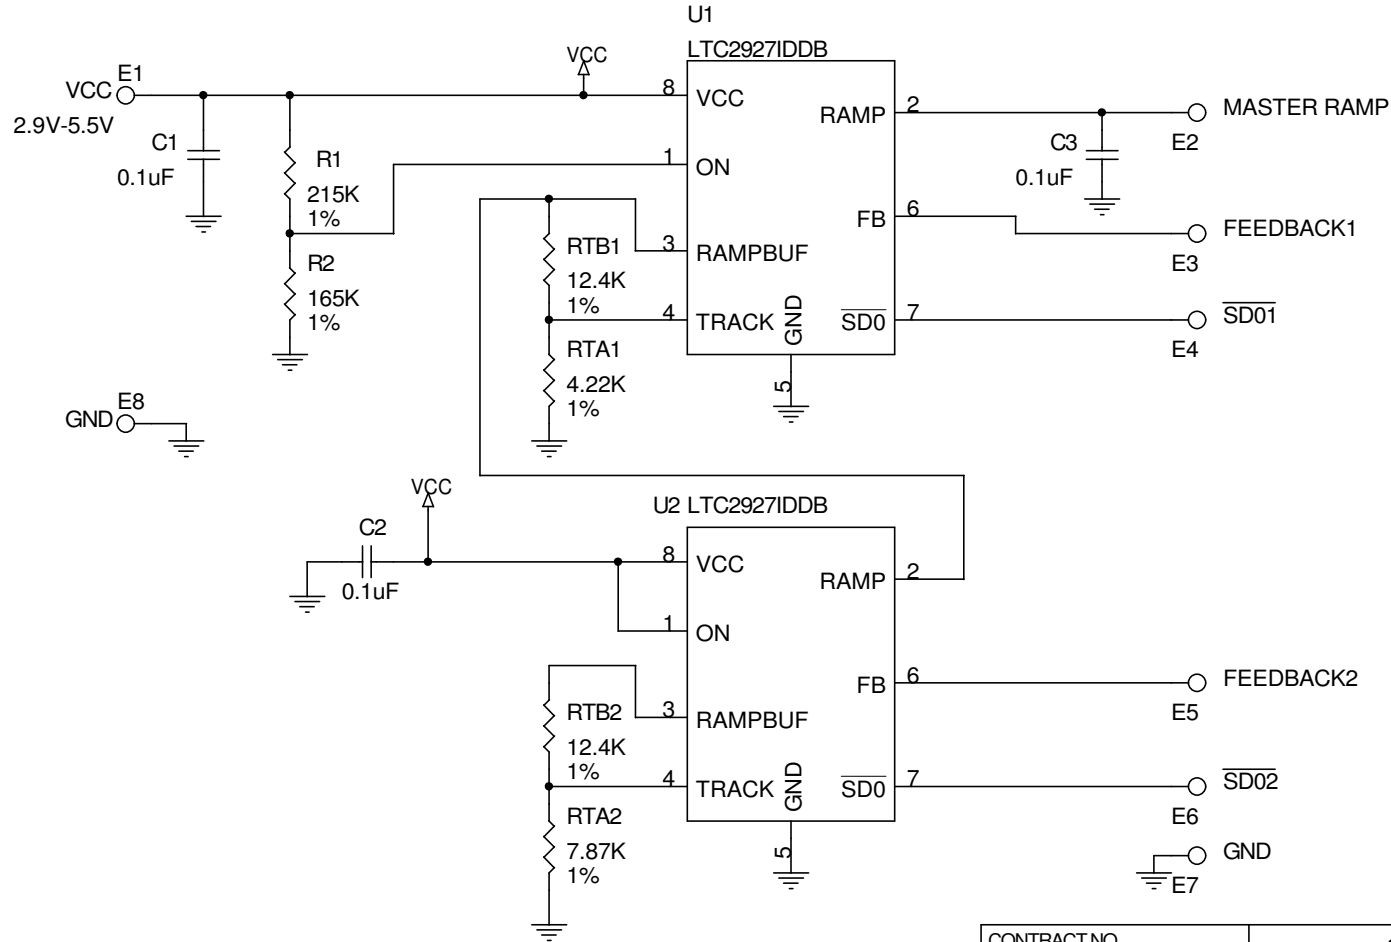 U1
LTC2927IDDB
VCC
E1
VCC
2.9V-5.5V
C1
0.1uF
R1
215K
1%
R2
165K
1%
8
VCC
1
ON
3
RAMPBUF
4
TRACK
GND
5
RAMP
2
FB
6
SD0
7
RTB1
12.4K
1%
RTA1
4.22K
1%
C3
0.1uF
MASTER RAMP
E2
FEEDBACK1
E3
SD01
E4
E8
GND
VCC
C2
0.1uF
U2 LTC2927IDDB
8
VCC
1
ON
3
RAMPBUF
4
TRACK
GND
5
RAMP
2
FB
6
SD0
7
RTB2
12.4K
1%
RTA2
7.87K
1%
FEEDBACK2
E5
SD02
E6
GND
E7
CONTRACT NO.